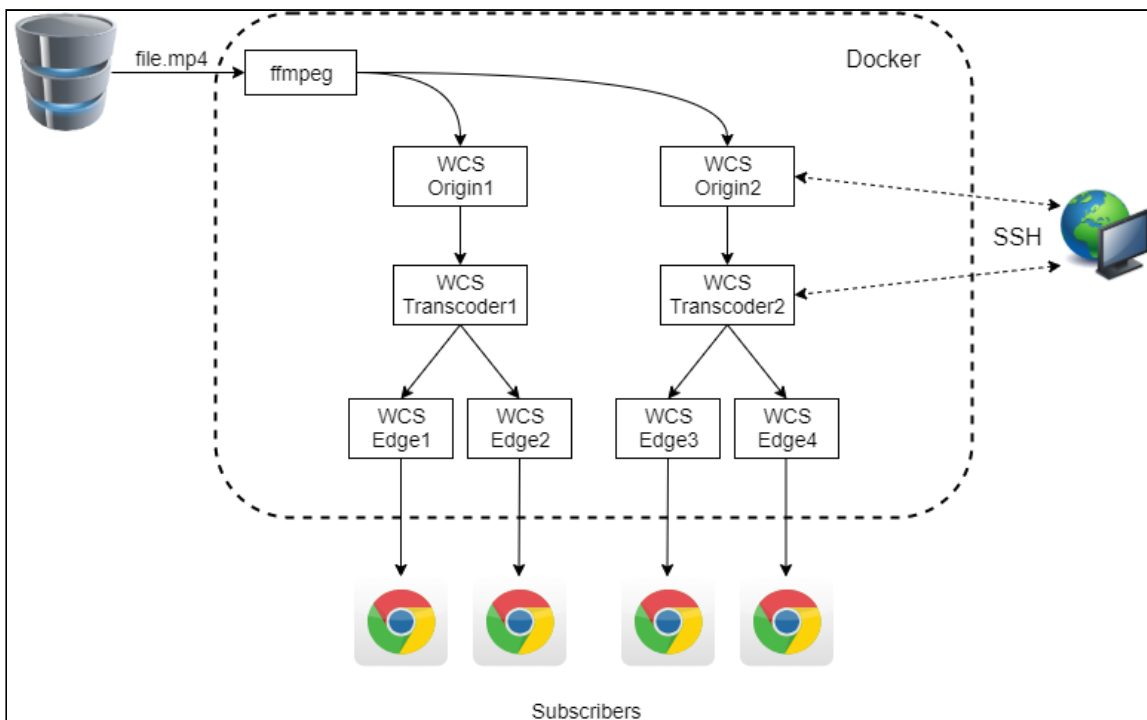 file.mp4
ffmpeg
Docker
WCS
Origin1
WCS
Origin2
SSH
WCS
Transcoder1
WCS
Transcoder2
WCS
Edge1
WCS
Edge2
WCS
Edge3
WCS
Edge4
Subscribers